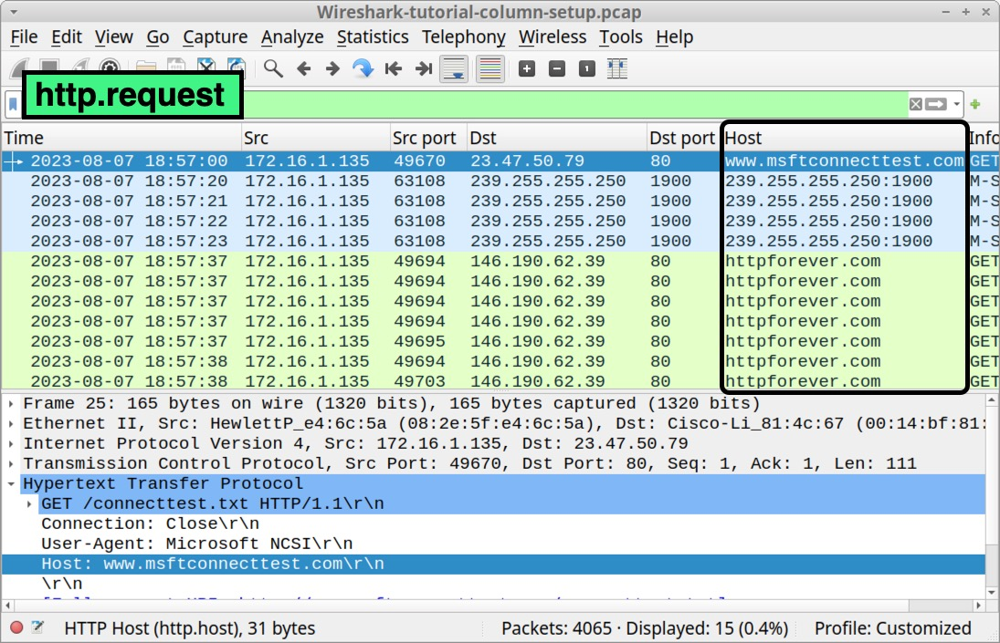 Wireshark-tutorial-column-setup.pcap
File Edit View Go Capture Analyze Statistics Telephony Wireless Tools Help
http.request
Time Src Src port Dst Dst port Host Info
2023-08-07 18:57:00 172.16.1.135 49670 23.47.50.79 80 www.msftconnecttest.com GET
2023-08-07 18:57:20 172.16.1.135 63108 239.255.255.250 1900 239.255.255.250:1900 M-S
2023-08-07 18:57:21 172.16.1.135 63108 239.255.255.250 1900 239.255.255.250:1900 M-S
2023-08-07 18:57:22 172.16.1.135 63108 239.255.255.250 1900 239.255.255.250:1900 M-S
2023-08-07 18:57:23 172.16.1.135 63108 239.255.255.250 1900 239.255.255.250:1900 M-S
2023-08-07 18:57:37 172.16.1.135 49694 146.190.62.39 80 httpforever.com GET
2023-08-07 18:57:37 172.16.1.135 49694 146.190.62.39 80 httpforever.com GET
2023-08-07 18:57:37 172.16.1.135 49694 146.190.62.39 80 httpforever.com GET
2023-08-07 18:57:37 172.16.1.135 49694 146.190.62.39 80 httpforever.com GET
2023-08-07 18:57:37 172.16.1.135 49695 146.190.62.39 80 httpforever.com GET
2023-08-07 18:57:38 172.16.1.135 49694 146.190.62.39 80 httpforever.com GET
2023-08-07 18:57:38 172.16.1.135 49703 146.190.62.39 80 httpforever.com GET
Frame 25: 165 bytes on wire (1320 bits), 165 bytes captured (1320 bits)
Ethernet II, Src: HewlettP_e4:6c:5a (08:2e:5f:e4:6c:5a), Dst: Cisco-Li_81:4c:67 (00:14:bf:81:
Internet Protocol Version 4, Src: 172.16.1.135, Dst: 23.47.50.79
Transmission Control Protocol, Src Port: 49670, Dst Port: 80, Seq: 1, Ack: 1, Len: 111
Hypertext Transfer Protocol
GET /connecttest.txt HTTP/1.1\r\n
Connection: Close\r\n
User-Agent: Microsoft NCSI\r\n
Host: www.msftconnecttest.com\r\n
\r\n
HTTP Host (http.host), 31 bytes Packets: 4065 · Displayed: 15 (0.4%) Profile: Customized